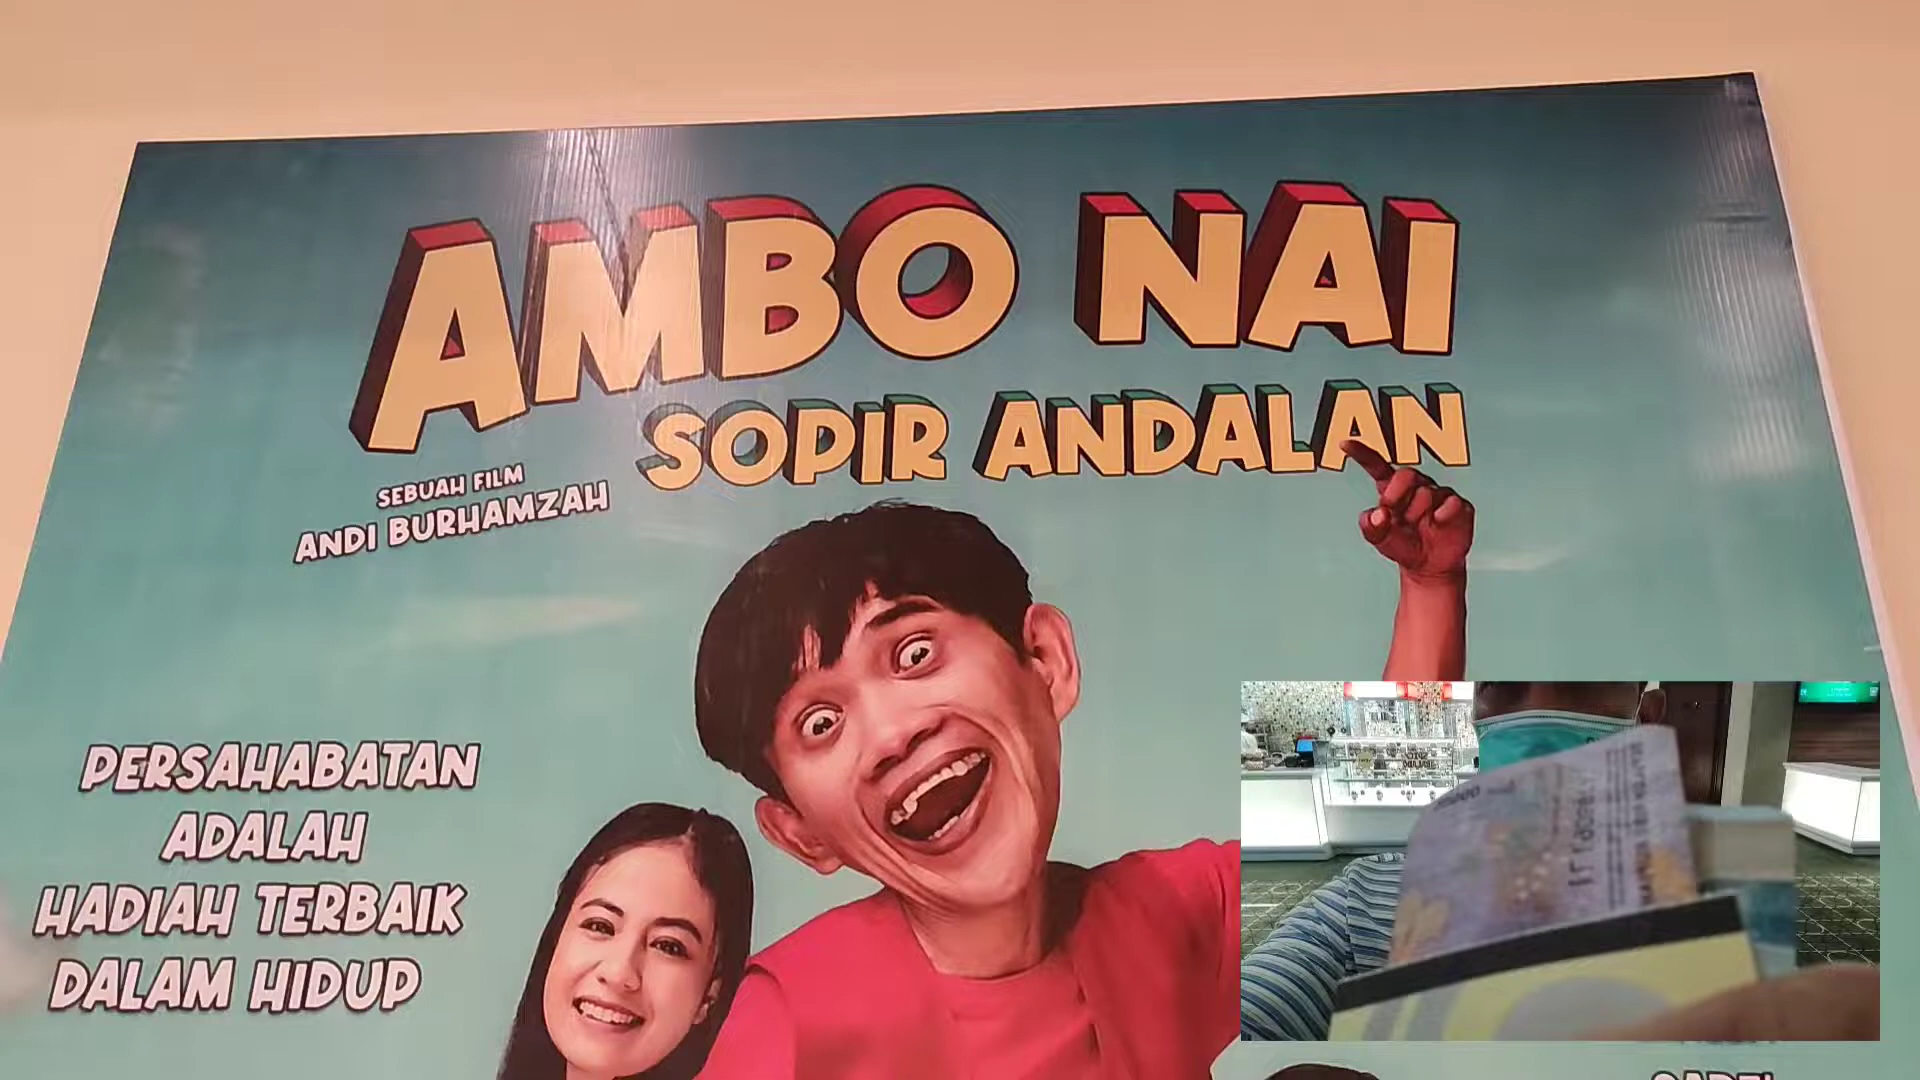 AMBO NAI
SOPIR ANDALAN
SEBUAH FILM
ANDI BURHAMZAH
PERSAHABATAN
ADALAH
HADIAH TERBAIK
DALAM HIDUP